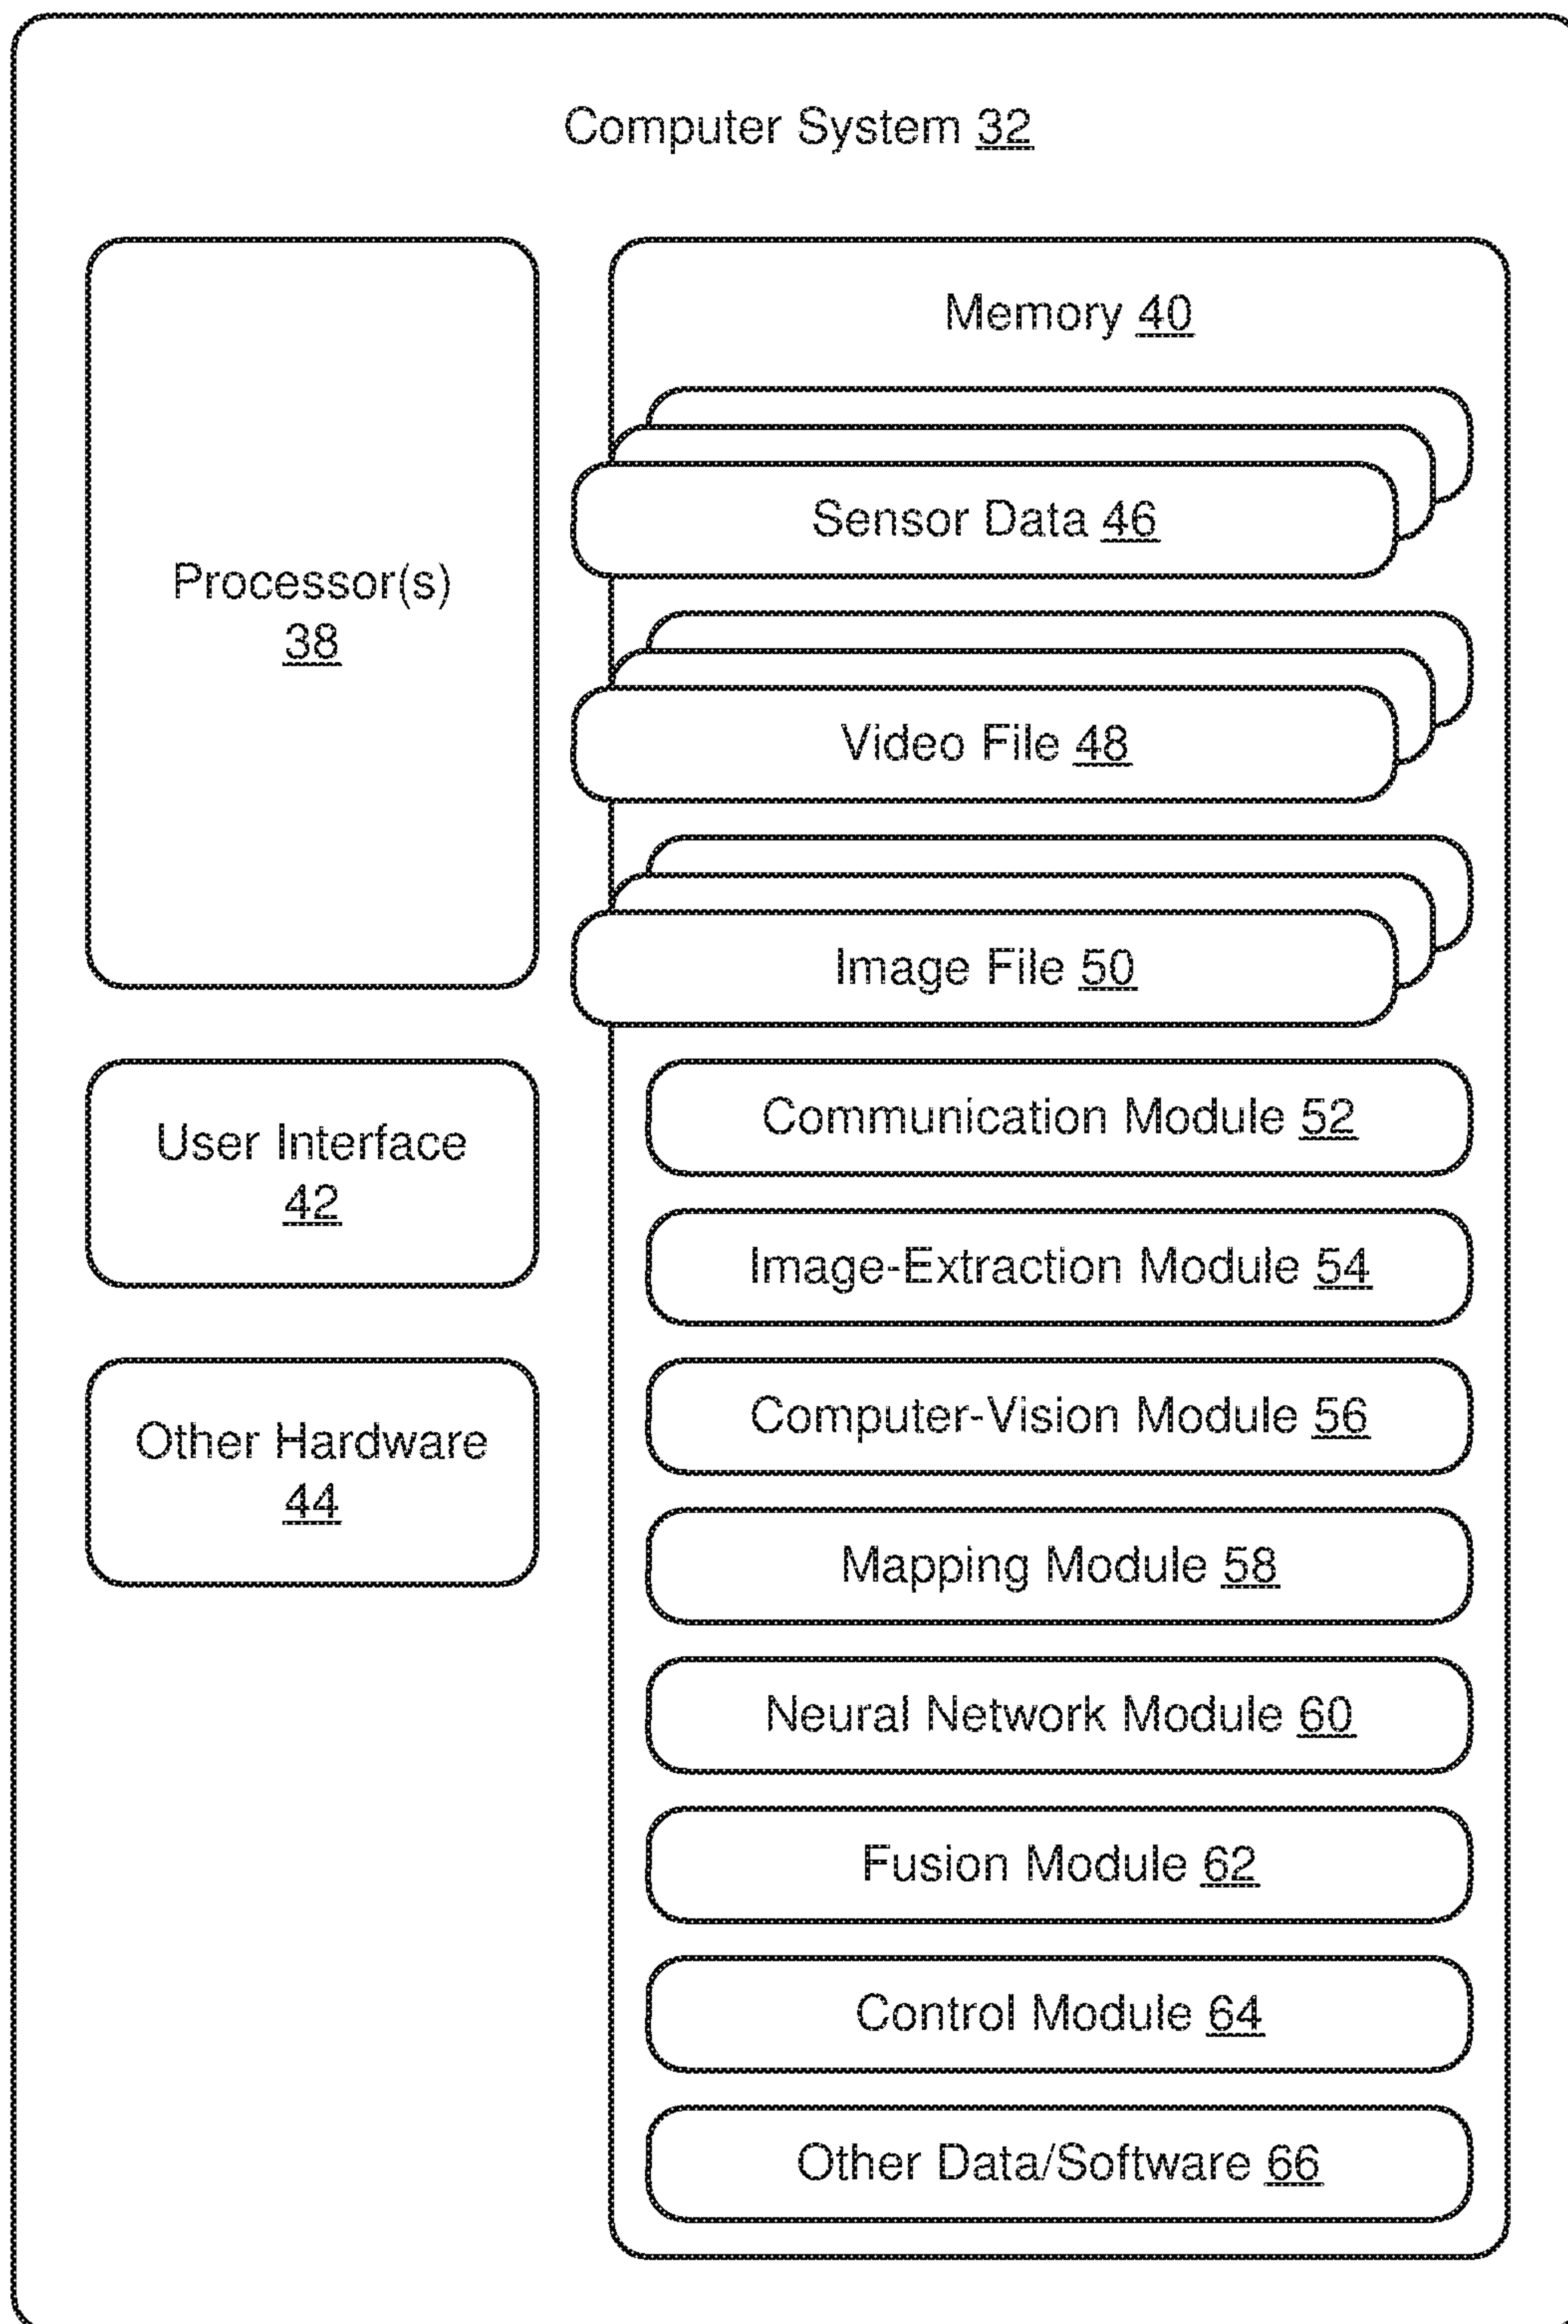 Computer System 32
Processor(s)
38
User Interface
42
Other Hardware
44
Memory 40
Sensor Data 46
Video File 48
Image File 50
Communication Module 52
Image-Extraction Module 54
Computer-Vision Module 56
Mapping Module 58
Neural Network Module 60
Fusion Module 62
Control Module 64
Other Data/Software 66